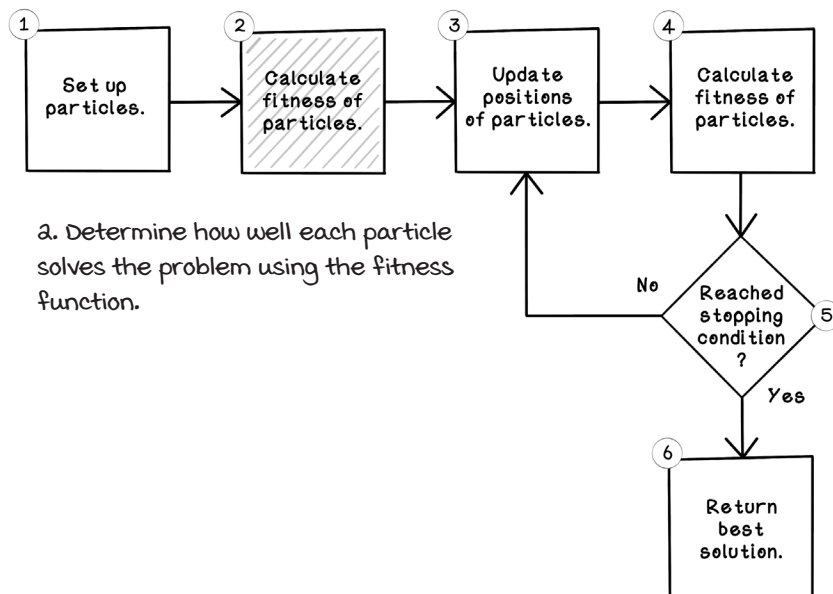 1
Set up
particles.
2
Calculate
fitness of
particles.
3
Update
positions
of particles.
4
Calculate
fitness of
particles.
2. Determine how well each particle
solves the problem using the fitness
function.
No
Reached
stopping
condition
?
5
Yes
6
Return
best
solution.